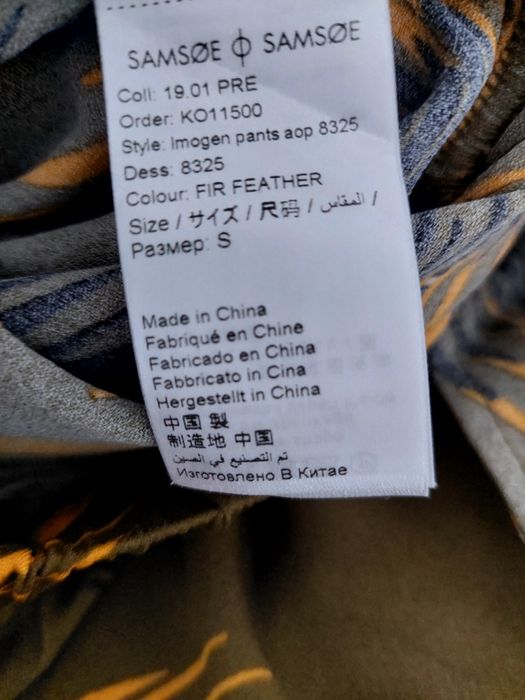 SAMSØE ф SAMSØE
Coll: 19.01 PRE
Order: KO11500
Style: Imogen pants aop 8325
Dess: 8325
Colour: FIR FEATHER
Size / サイズ / 尺码 / المقاس /
Размер: S
Made in China
Fabriqué en Chine
Fabricado en China
Fabbricato in Cina
Hergestellt in China
中国 製
制造地 中国
تم التصنيع في الصين
Изготовлено В Китае